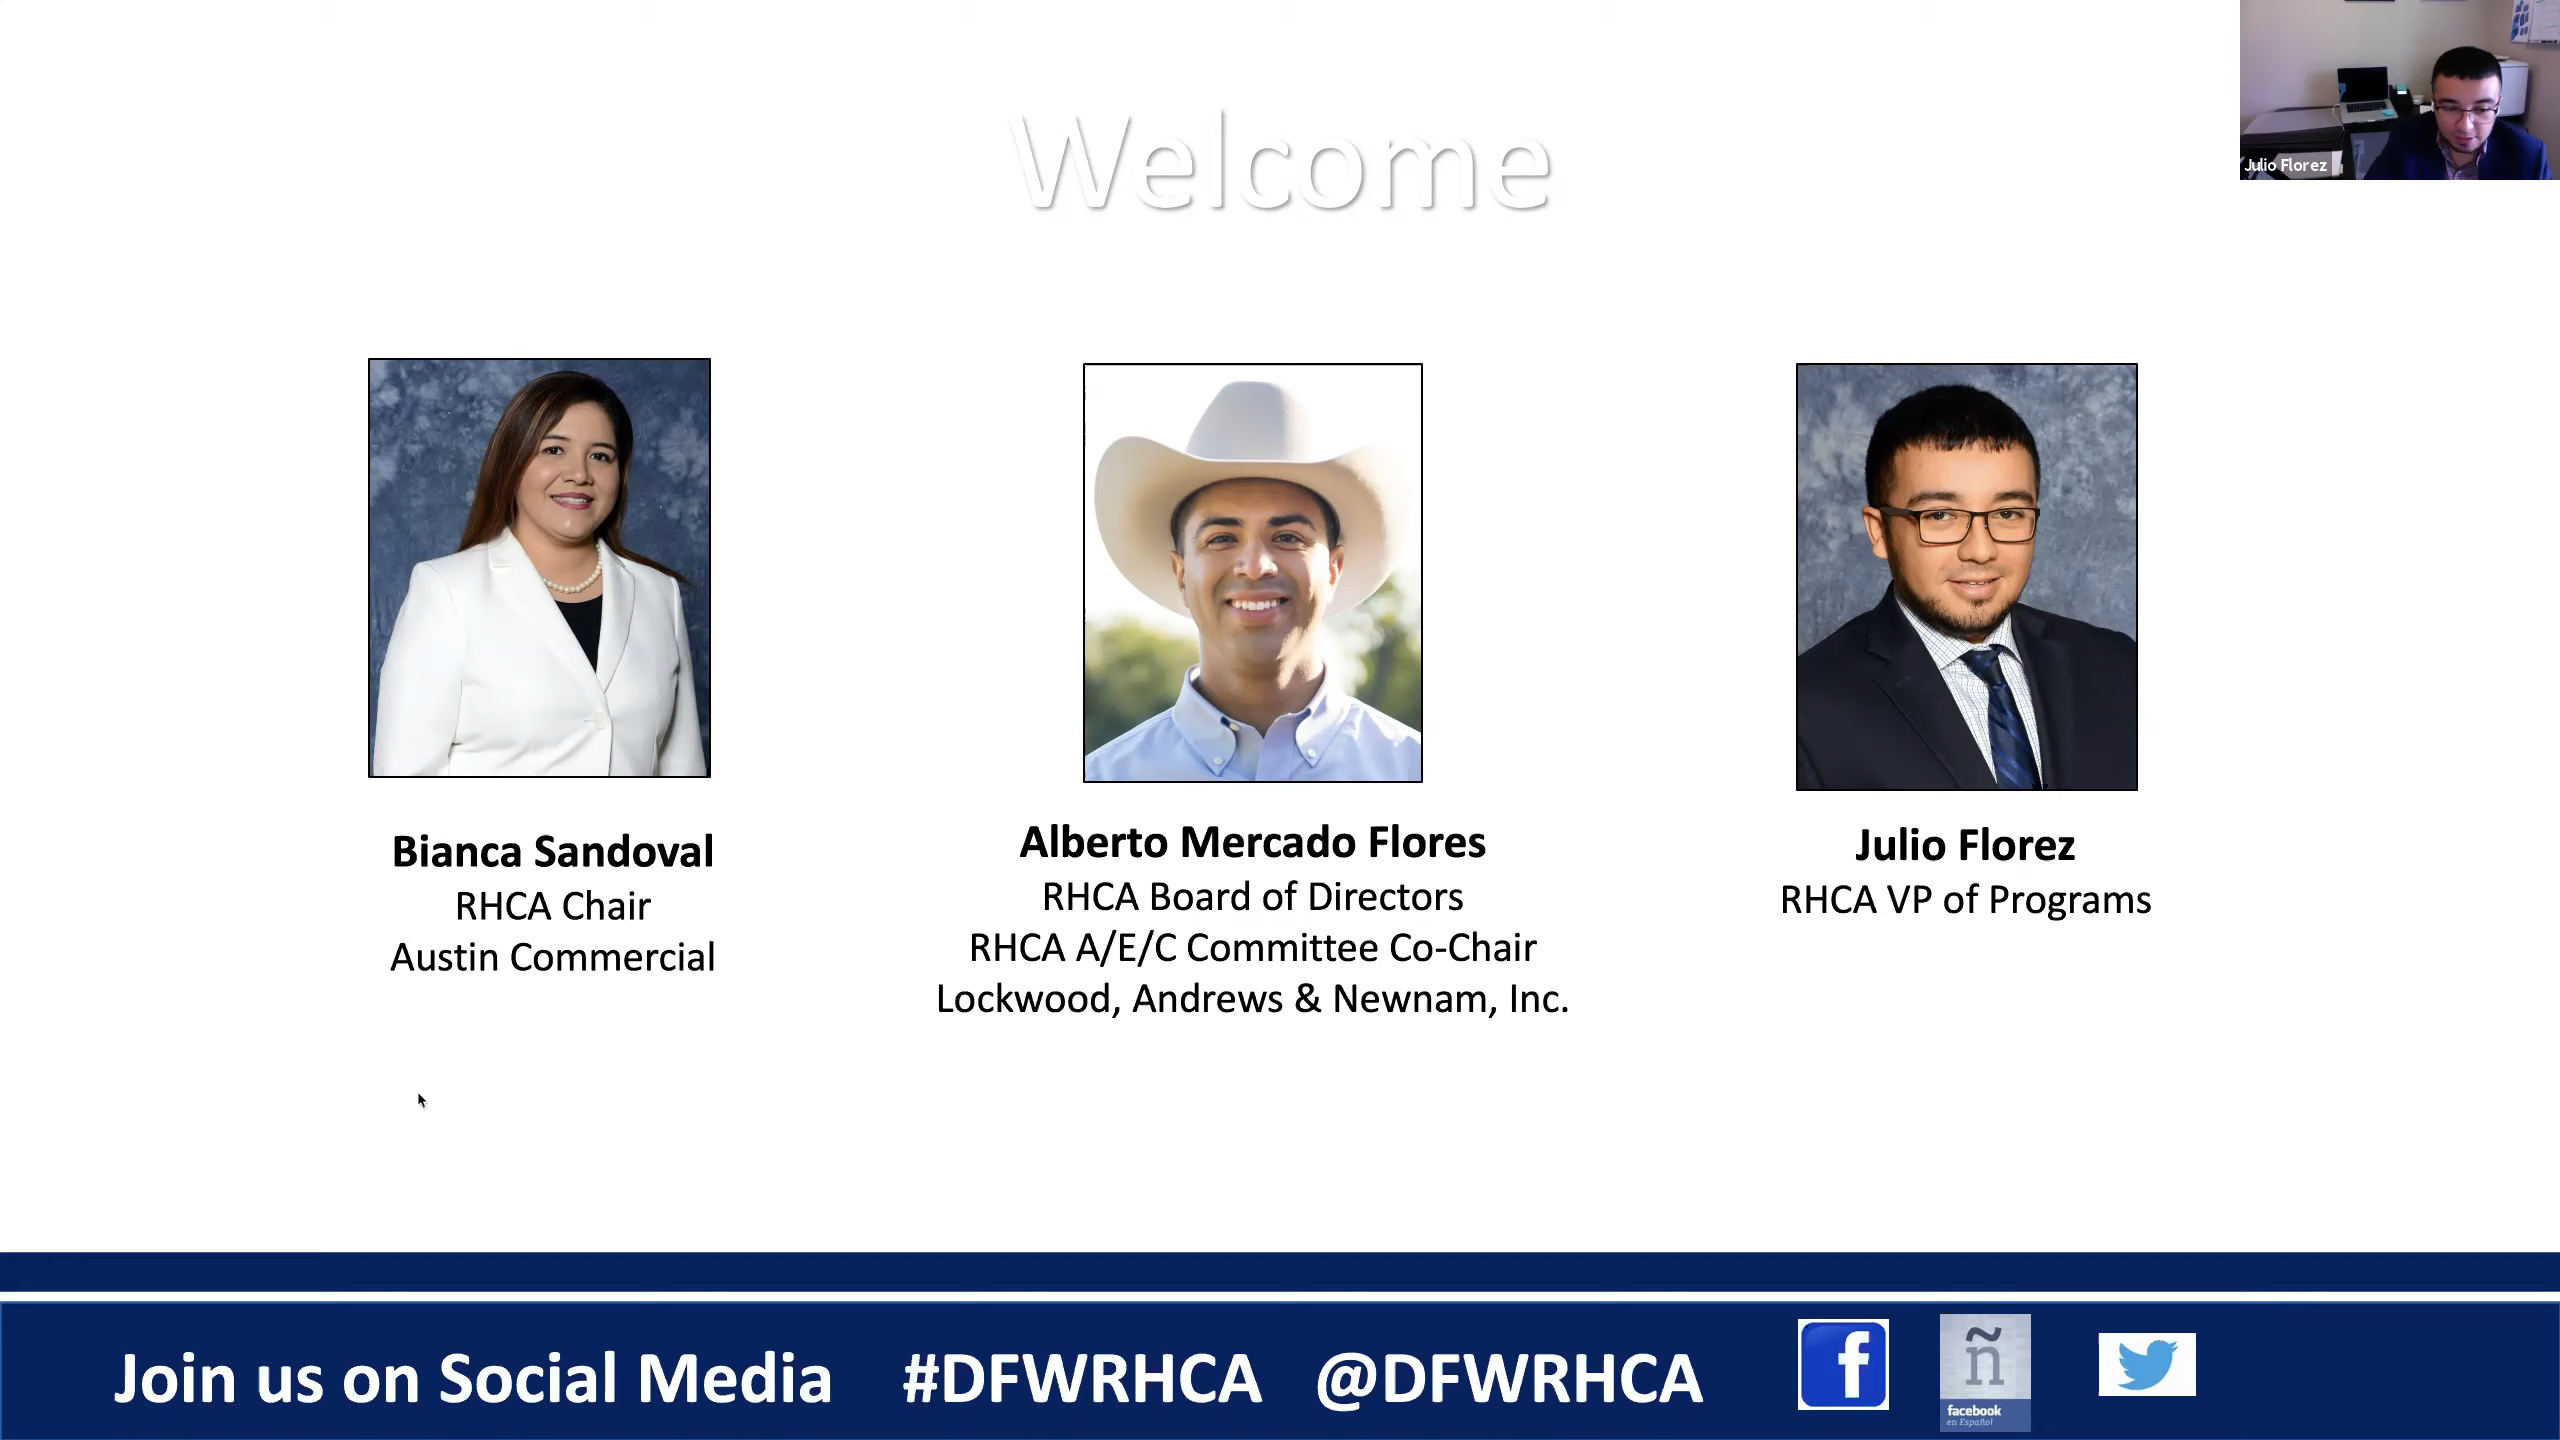 Welcome
Julio Florez
Bianca Sandoval
RHCA Chair
Austin Commercial
Alberto Mercado Flores
RHCA Board of Directors
RHCA A/E/C Committee Co-Chair
Lockwood, Andrews & Newnam, Inc.
Julio Florez
RHCA VP of Programs
Join us on Social Media #DFWRHCA @DFWRHCA
f
ñ
facebook
en Español